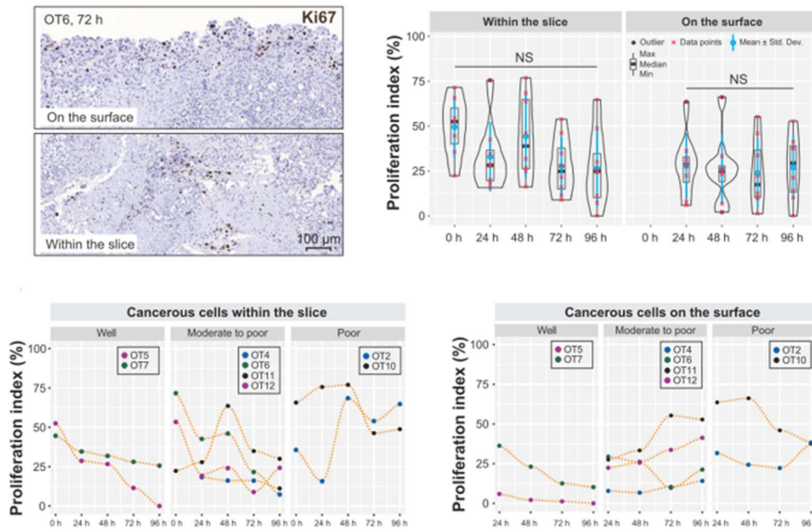 OT6, 72 h
Ki67
On the surface
Within the slice
100 µm
Proliferation index (%)
Within the slice
On the surface
Outlier
Data points
Mean ± Std. Dev.
Max
Median
Min
NS
NS
100
75
50
25
0
0 h 24 h 48 h 72 h 96 h
0 h 24 h 48 h 72 h 96 h
Cancerous cells within the slice
Well
Moderate to poor
Poor
Proliferation index (%)
100
75
50
25
0
OT5
OT7
OT4
OT6
OT11
OT12
OT2
OT10
0 h 24 h 48 h 72 h 96 h
0 h 24 h 48 h 72 h 96 h
0 h 24 h 48 h 72 h 96 h
Cancerous cells on the surface
Well
Moderate to poor
Poor
Proliferation index (%)
100
75
50
25
0
OT5
OT7
OT4
OT6
OT11
OT12
OT2
OT10
24 h 48 h 72 h 96 h
24 h 48 h 72 h 96 h
24 h 48 h 72 h 96 h